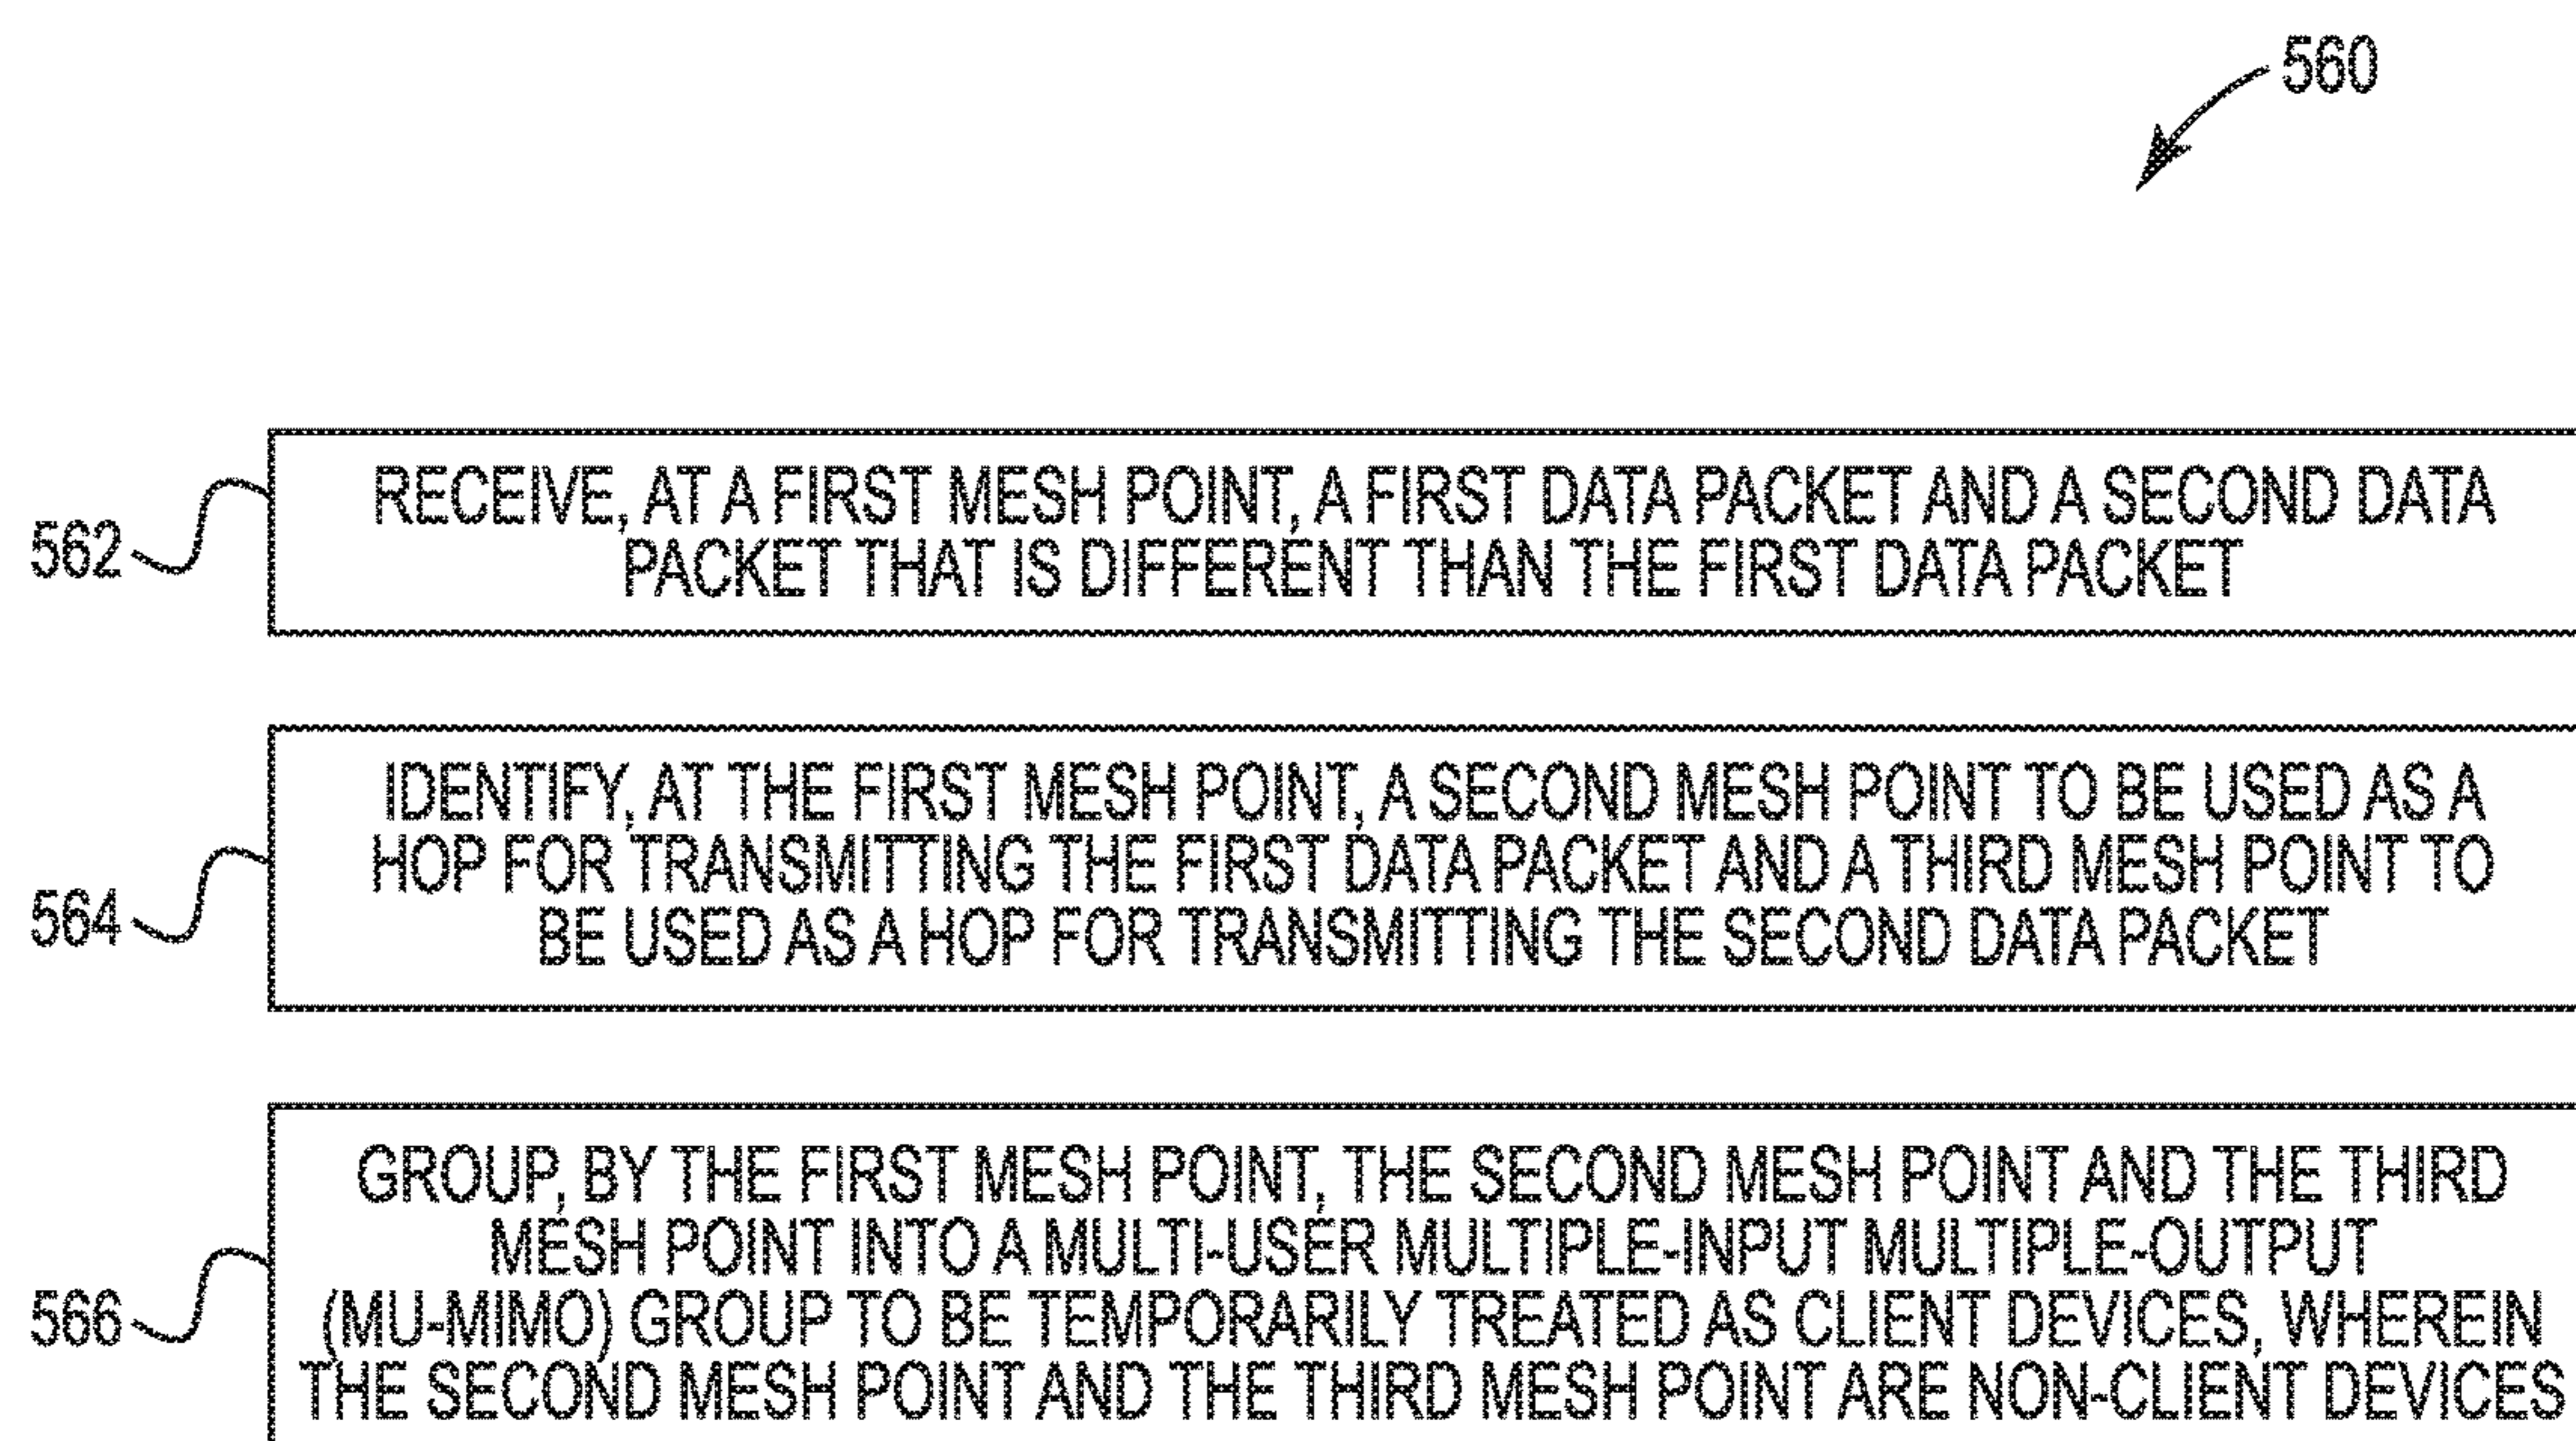 560
562
RECEIVE, AT A FIRST MESH POINT, A FIRST DATA PACKET AND A SECOND DATA
PACKET THAT IS DIFFERENT THAN THE FIRST DATA PACKET
564
IDENTIFY, AT THE FIRST MESH POINT, A SECOND MESH POINT TO BE USED AS A
HOP FOR TRANSMITTING THE FIRST DATA PACKET AND A THIRD MESH POINT TO
BE USED AS A HOP FOR TRANSMITTING THE SECOND DATA PACKET
566
GROUP, BY THE FIRST MESH POINT, THE SECOND MESH POINT AND THE THIRD
MESH POINT INTO A MULTI-USER MULTIPLE-INPUT MULTIPLE-OUTPUT
(MU-MIMO) GROUP TO BE TEMPORARILY TREATED AS CLIENT DEVICES, WHEREIN
THE SECOND MESH POINT AND THE THIRD MESH POINT ARE NON-CLIENT DEVICES